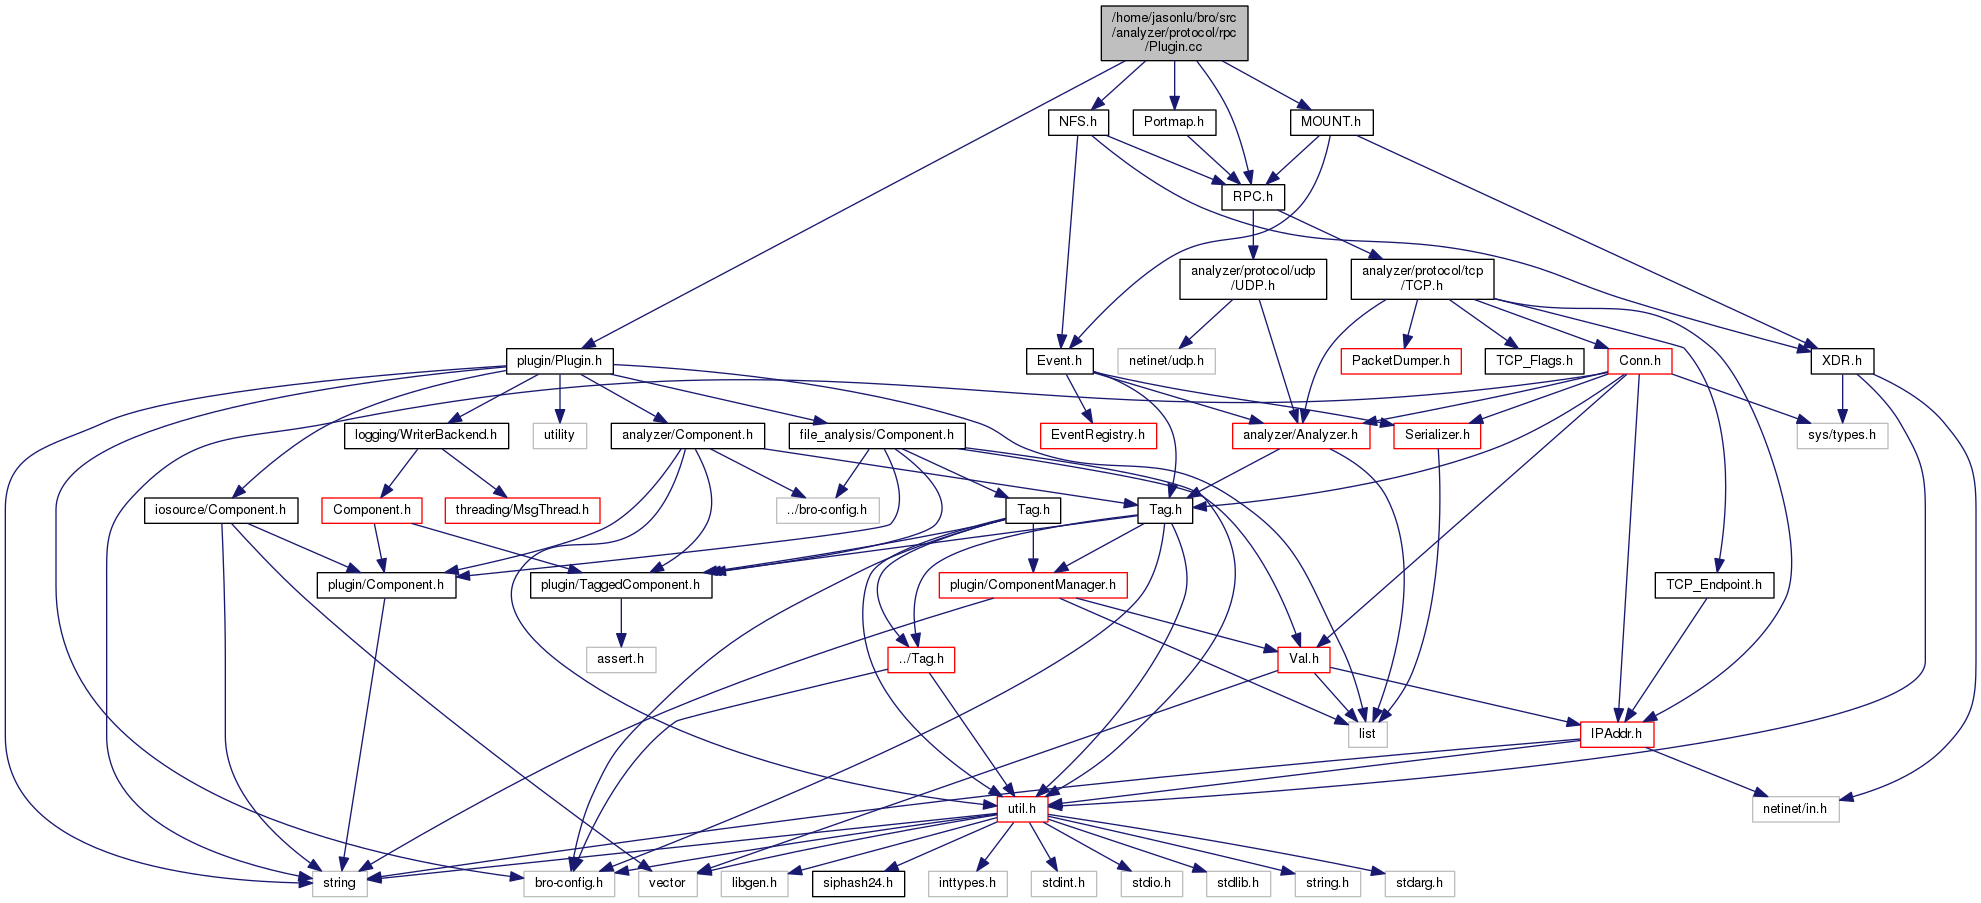 /home/jasonlu/bro/src
/analyzer/protocol/rpc
/Plugin.cc
NFS.h
Portmap.h
MOUNT.h
RPC.h
analyzer/protocol/udp
/UDP.h
analyzer/protocol/tcp
/TCP.h
plugin/Plugin.h
Event.h
netinet/udp.h
PacketDumper.h
TCP_Flags.h
Conn.h
XDR.h
logging/WriterBackend.h
utility
analyzer/Component.h
file_analysis/Component.h
EventRegistry.h
analyzer/Analyzer.h
Serializer.h
sys/types.h
iosource/Component.h
Component.h
threading/MsgThread.h
../bro-config.h
Tag.h
Tag.h
plugin/Component.h
plugin/TaggedComponent.h
plugin/ComponentManager.h
TCP_Endpoint.h
assert.h
../Tag.h
Val.h
list
IPAddr.h
util.h
netinet/in.h
string
bro-config.h
vector
libgen.h
siphash24.h
inttypes.h
stdint.h
stdio.h
stdlib.h
string.h
stdarg.h